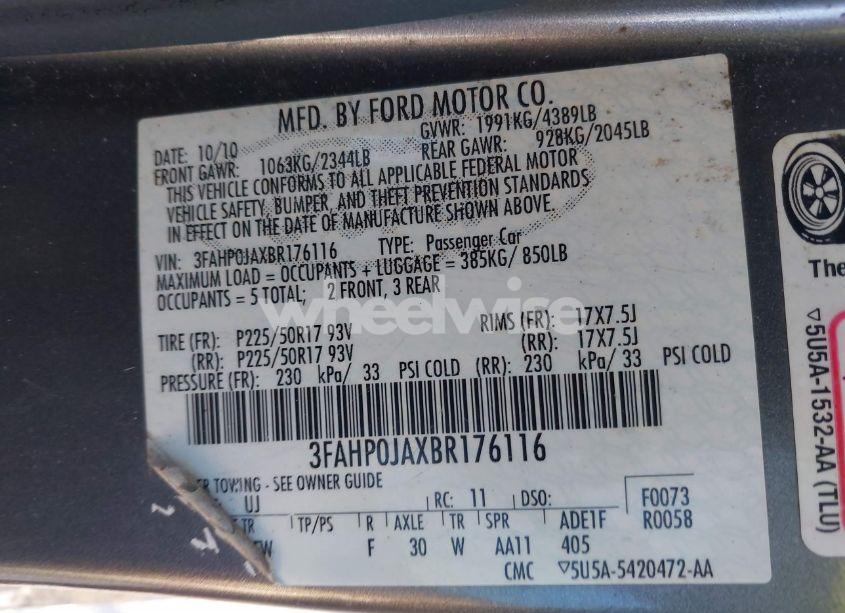 MFD. BY FORD MOTOR CO.
DATE: 10/10 GVWR: 1991KG/4389LB
FRONT GAWR: 1063KG/2344LB REAR GAWR: 928KG/2045LB
THIS VEHICLE CONFORMS TO ALL APPLICABLE FEDERAL MOTOR
VEHICLE SAFETY, BUMPER, AND THEFT PREVENTION STANDARDS
IN EFFECT ON THE DATE OF MANUFACTURE SHOWN ABOVE.
VIN: 3FAHP0JAXBR176116 TYPE: Passenger Car
MAXIMUM LOAD = OCCUPANTS + LUGGAGE = 385KG/ 850LB
OCCUPANTS = 5 TOTAL; 2 FRONT, 3 REAR
wheelwise
TIRE (FR): P225/50R17 93V RIMS (FR): 17X7.5J
(RR): P225/50R17 93V (RR): 17X7.5J
PRESSURE (FR): 230 kPa/ 33 PSI COLD (RR): 230 kPa/ 33 PSI COLD
3FAHP0JAXBR176116
TOWING - SEE OWNER GUIDE
: UJ RC: 11 DSO: F0073
TR TP/PS R AXLE TR SPR ADE1F R0058
F 30 W AA11 405
CMC ▽5U5A-5420472-AA
The
▽5U5A-1532-AA (TLU)